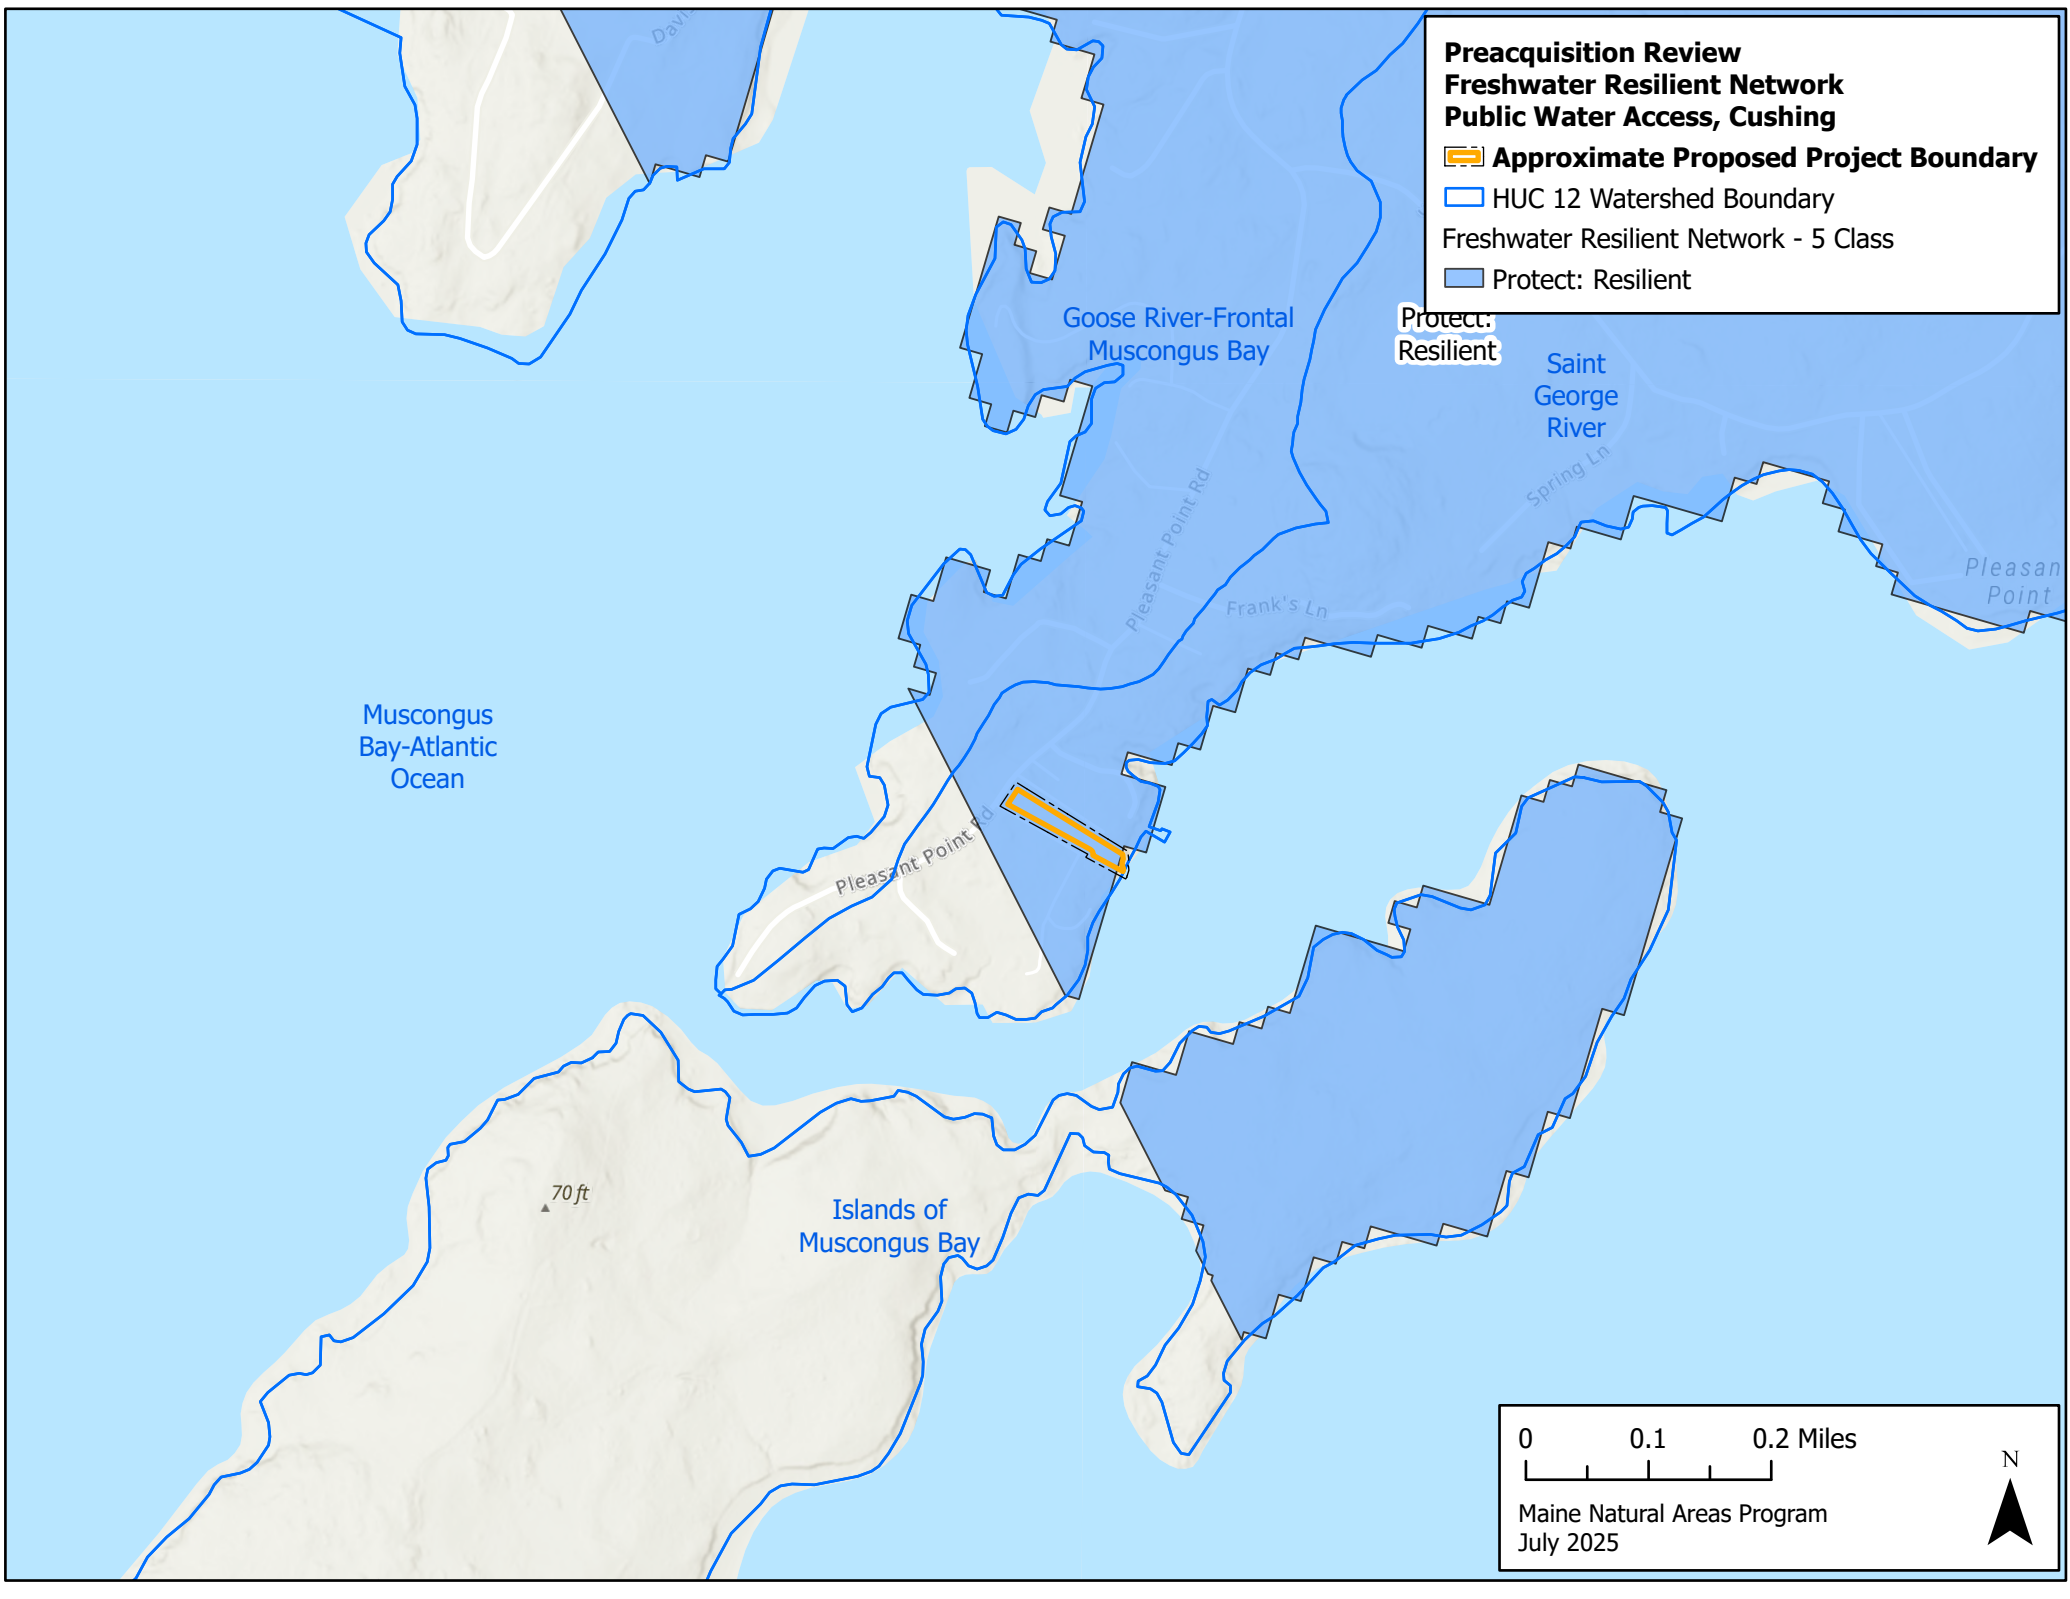 Preacquisition Review
Freshwater Resilient Network
Public Water Access, Cushing
Approximate Proposed Project Boundary
HUC 12 Watershed Boundary
Freshwater Resilient Network - 5 Class
Protect: Resilient
Goose River-Frontal
Muscongus Bay
Protect:
Resilient
Saint
George
River
Spring Ln
Pleasant Point Rd
Frank's Ln
Pleasan
Point
Muscongus
Bay-Atlantic
Ocean
Pleasant Point Rd
70 ft
Islands of
Muscongus Bay
0 0.1 0.2 Miles
N
Maine Natural Areas Program
July 2025